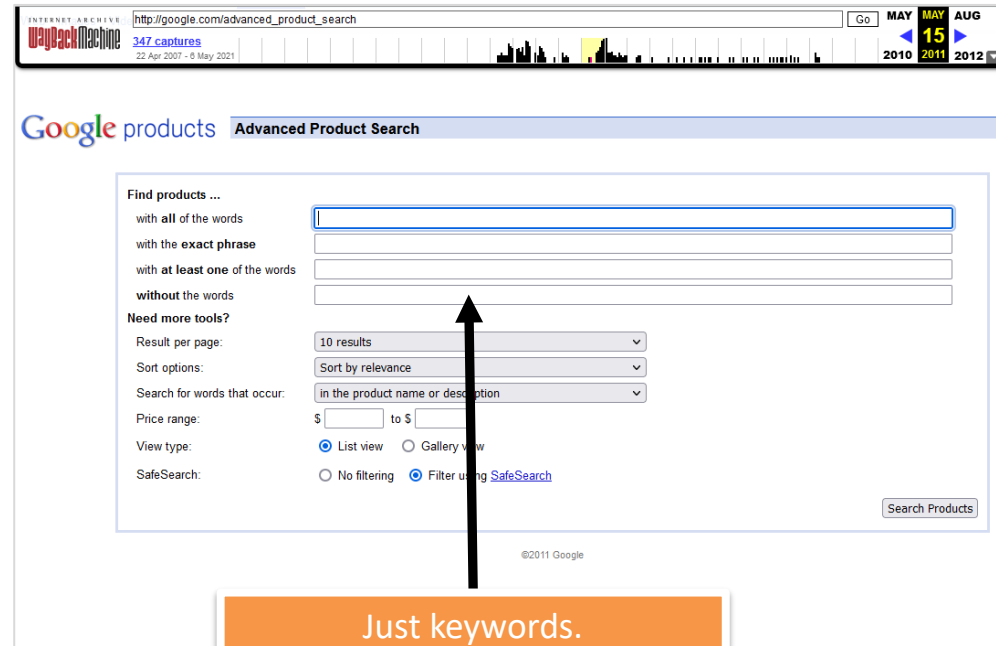 INTERNET ARCHIVE http://google.com/advanced_product_search Go MAY MAY AUG
WayBackMachine 347 captures 15
22 Apr 2007 - 6 May 2021 2010 2011 2012
Google products Advanced Product Search
Find products ...
with all of the words
with the exact phrase
with at least one of the words
without the words
Need more tools?
Result per page: 10 results
Sort options: Sort by relevance
Search for words that occur: in the product name or description
Price range: $ to $
View type: List view Gallery view
SafeSearch: No filtering Filter using SafeSearch
Search Products
©2011 Google
Just keywords.